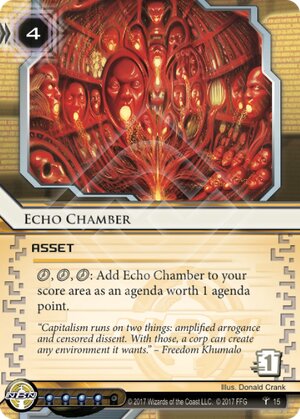 4
ECHO CHAMBER
ASSET
, , : Add Echo Chamber to your
score area as an agenda worth 1 agenda
point.
"Capitalism runs on two things: amplified arrogance
and censored dissent. With those, a corp can create
any environment it wants." – Freedom Khumalo
1
Illus. Donald Crank
NBN
© 2017 Wizards of the Coast LLC. © 2017 FFG
15